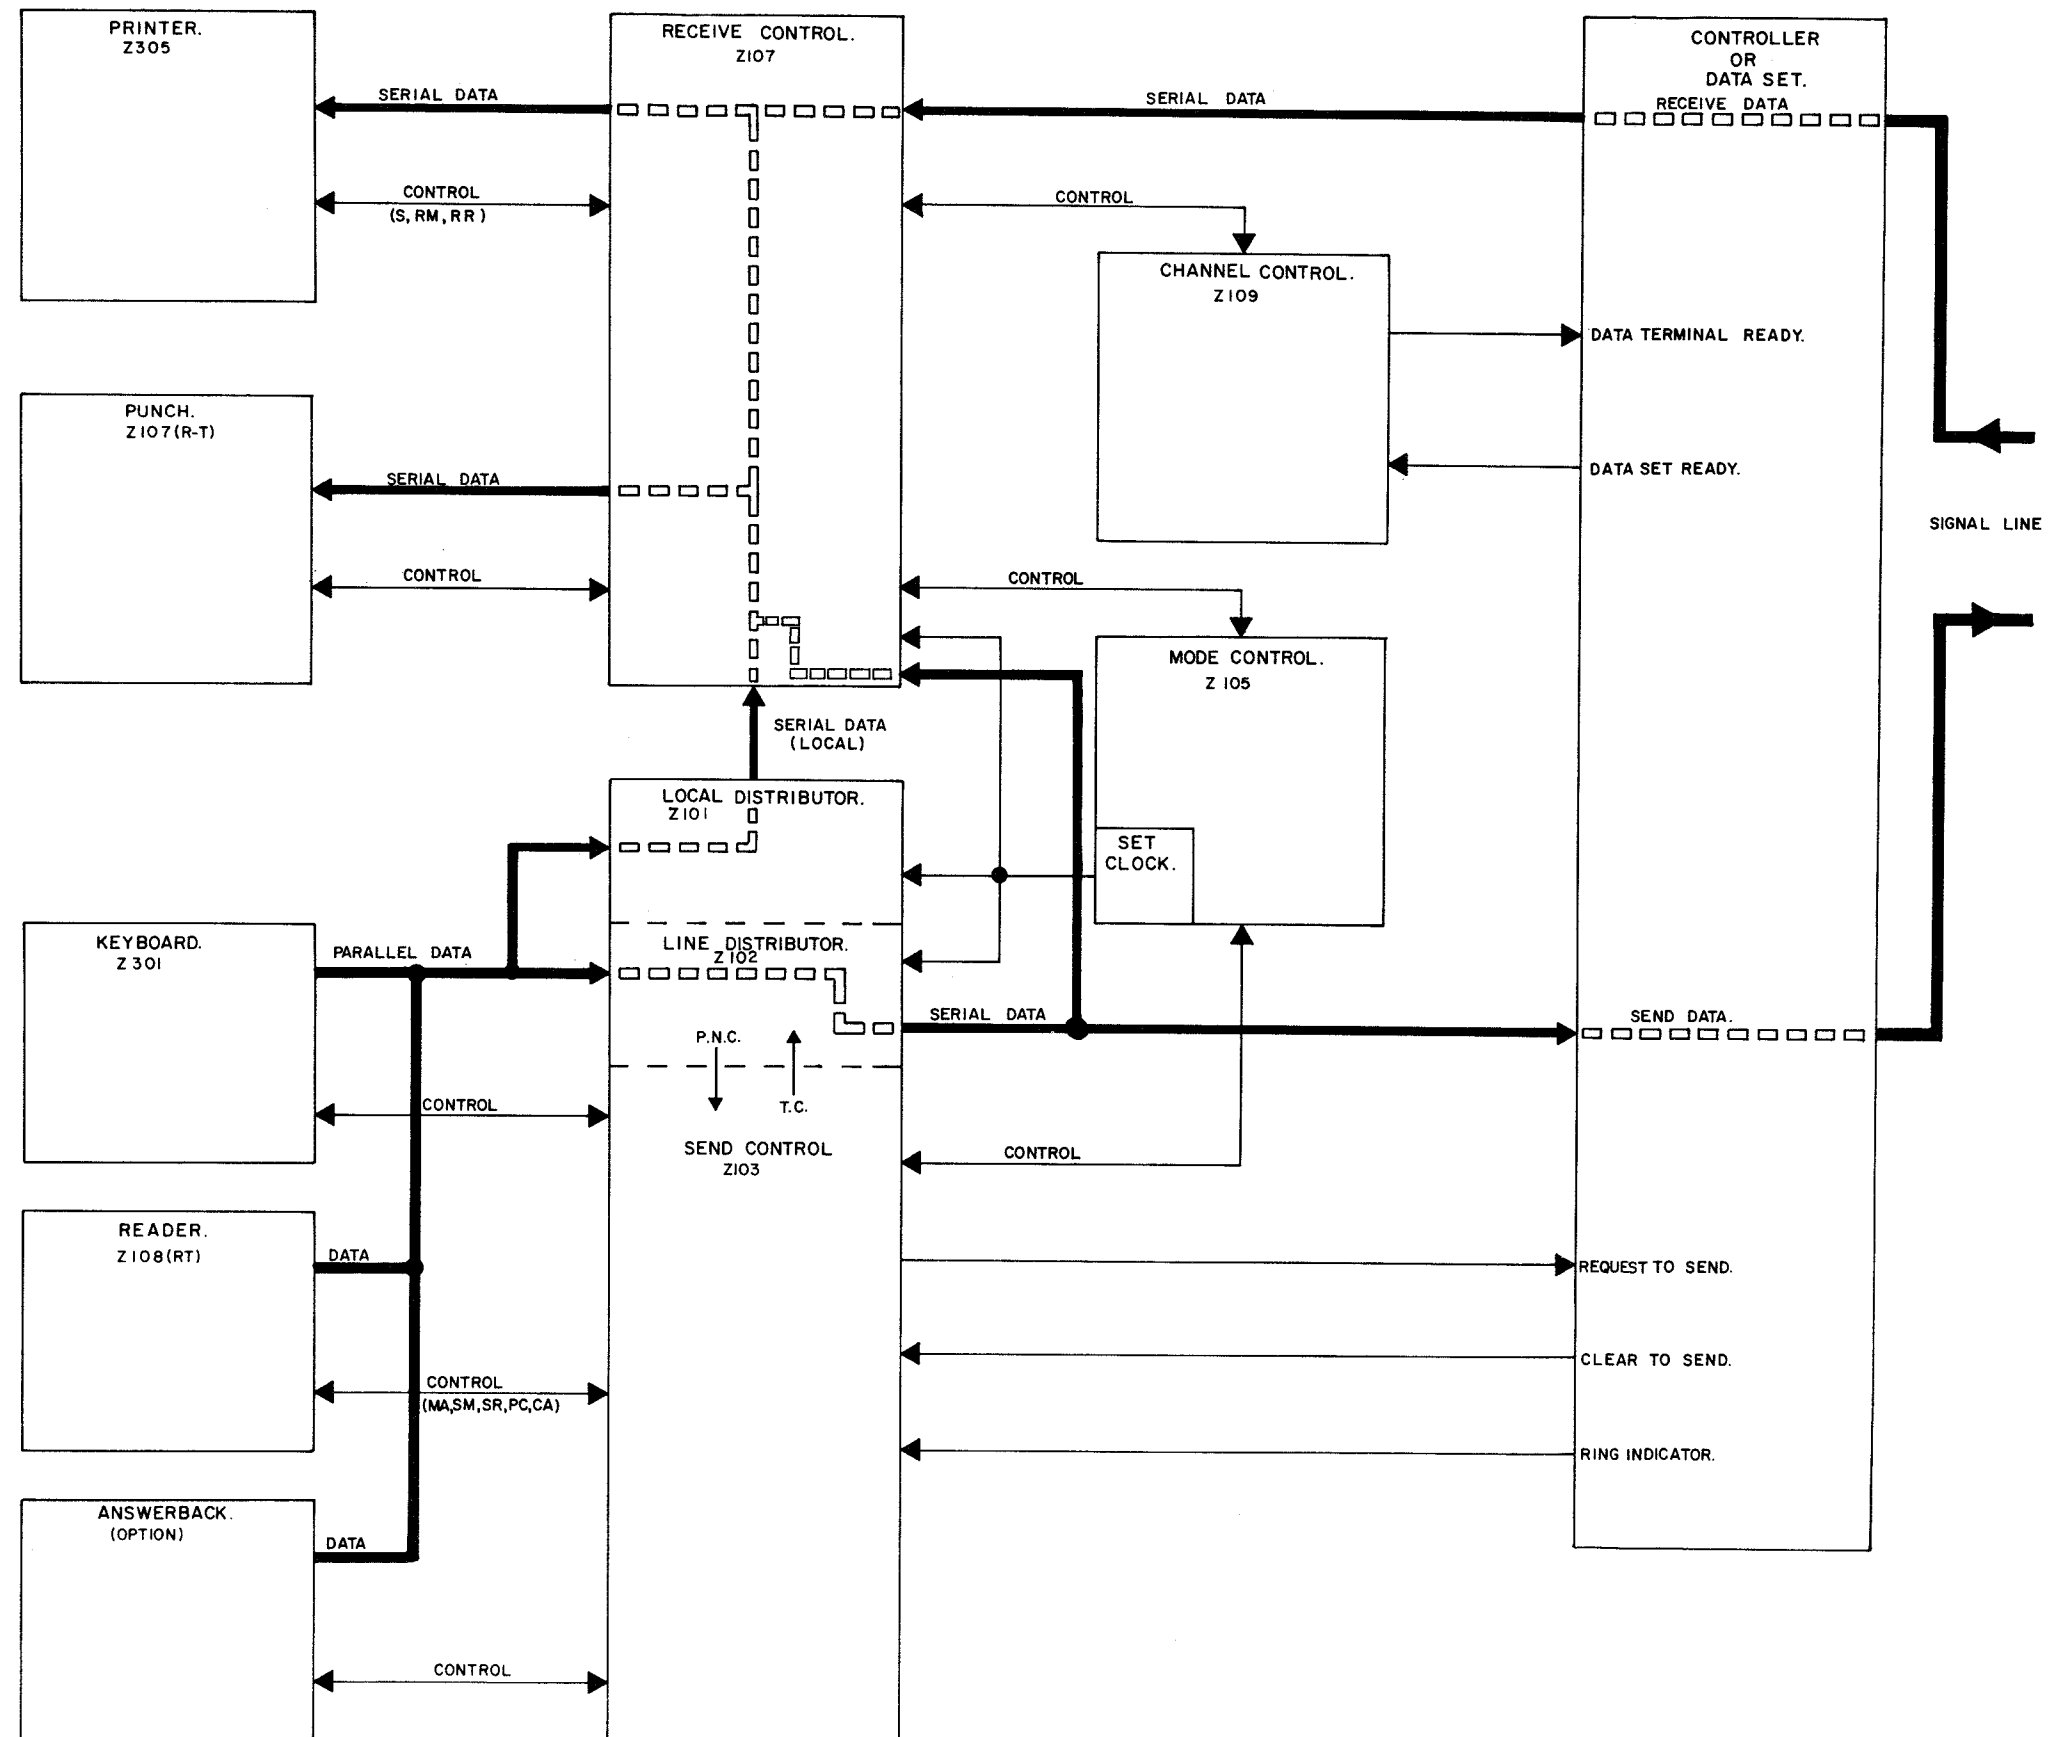 PRINTER.
Z305
SERIAL DATA
CONTROL
(S, RM, RR)
RECEIVE CONTROL.
Z107
SERIAL DATA
CONTROL
CONTROLLER
OR
DATA SET.
RECEIVE DATA
CHANNEL CONTROL.
Z109
DATA TERMINAL READY.
DATA SET READY.
SIGNAL LINE
PUNCH.
Z107(R-T)
SERIAL DATA
CONTROL
CONTROL
MODE CONTROL.
Z 105
SET
CLOCK.
SERIAL DATA
(LOCAL)
LOCAL DISTRIBUTOR.
Z101
KEYBOARD.
Z301
PARALLEL DATA
LINE DISTRIBUTOR.
Z102
SERIAL DATA
SEND DATA.
P.N.C.
T.C.
CONTROL
SEND CONTROL
Z103
CONTROL
READER.
Z108(RT)
DATA
REQUEST TO SEND.
CLEAR TO SEND.
CONTROL
(MA,SM,SR,PC,CA)
RING INDICATOR.
ANSWERBACK.
(OPTION)
DATA
CONTROL